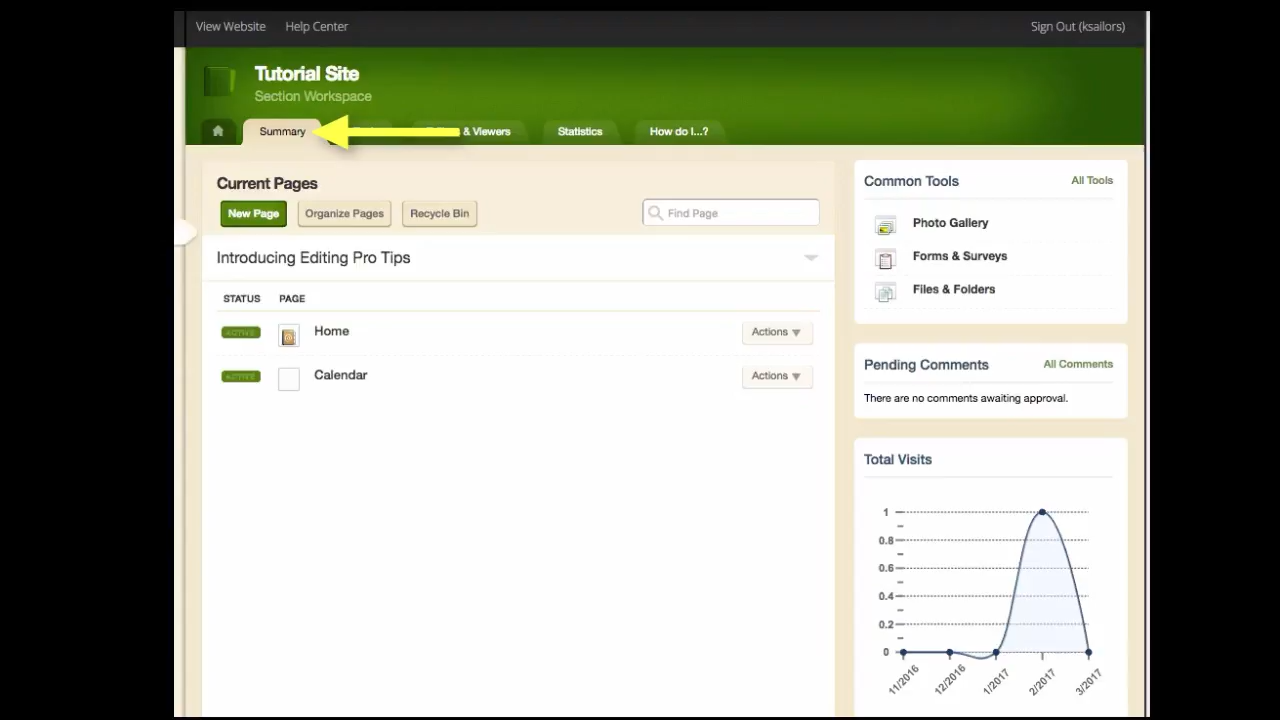 View Website Help Center Sign Out (ksailors)
Tutorial Site
Section Workspace
Summary & Viewers Statistics How do I...?
Current Pages
New Page Organize Pages Recycle Bin Find Page
Introducing Editing Pro Tips
STATUS PAGE
ACTIVE Home Actions
ACTIVE Calendar Actions
Common Tools All Tools
Photo Gallery
Forms & Surveys
Files & Folders
Pending Comments All Comments
There are no comments awaiting approval.
Total Visits
1
0.8
0.6
0.4
0.2
0
11/2016 12/2016 1/2017 2/2017 3/2017